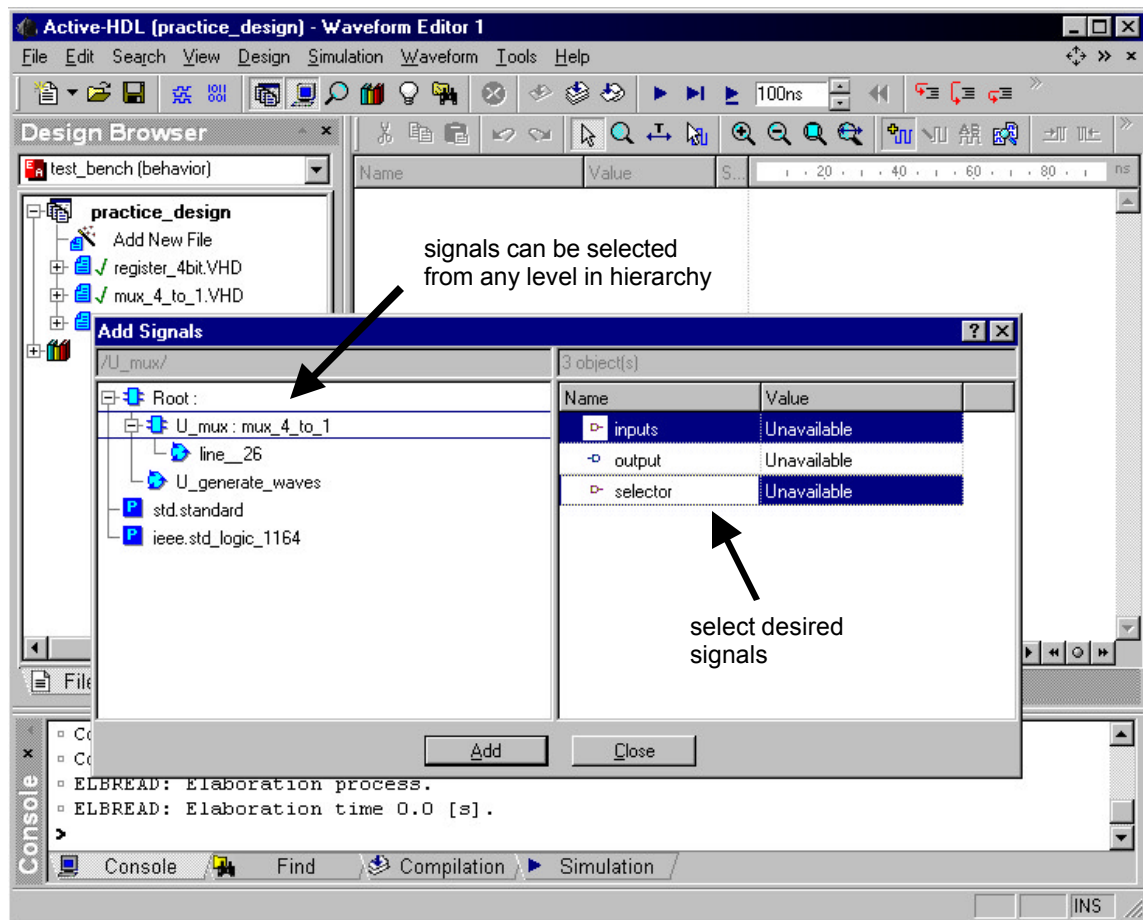 Active-HDL (practice_design) - Waveform Editor 1
File Edit Search View Design Simulation Waveform Tools Help
100ns
Design Browser
test_bench (behavior)
Name Value S... 20 40 60 80 ns
practice_design
Add New File
register_4bit.VHD
mux_4_to_1.VHD
signals can be selected
from any level in hierarchy
Add Signals
/U_mux/ 3 object(s)
Root :
U_mux : mux_4_to_1
line__26
U_generate_waves
std.standard
ieee.std_logic_1164
Name Value
inputs Unavailable
output Unavailable
selector Unavailable
select desired
signals
Add Close
ELBREAD: Elaboration process.
ELBREAD: Elaboration time 0.0 [s].
>
Console
Console Find Compilation Simulation
INS